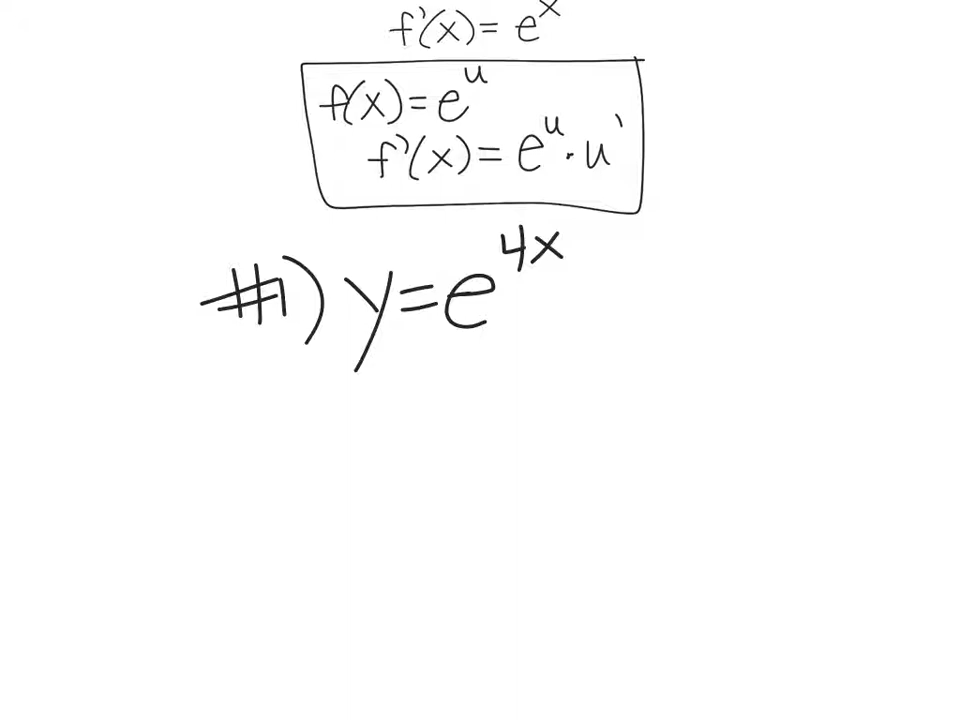 f'(x) = e^x
f(x) = e^u
f'(x) = e^u · u'
#1) y = e^4x